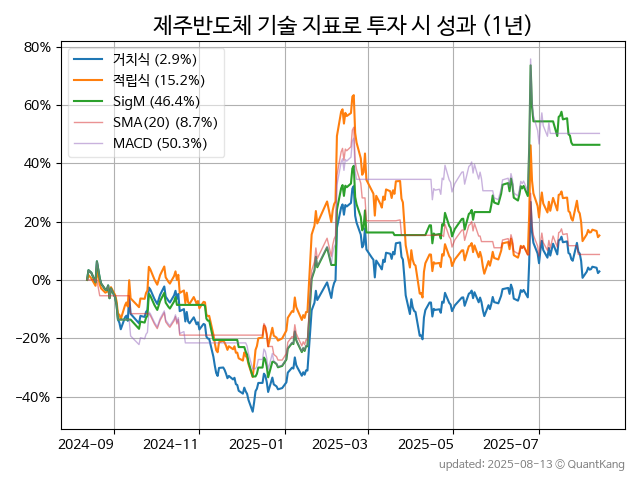 제주반도체 기술 지표로 투자 시 성과 (1년)
거치식 (2.9%)
적립식 (15.2%)
SigM (46.4%)
SMA(20) (8.7%)
MACD (50.3%)
80%
60%
40%
20%
0%
−20%
−40%
2024-09
2024-11
2025-01
2025-03
2025-05
2025-07
updated: 2025-08-13 © QuantKang